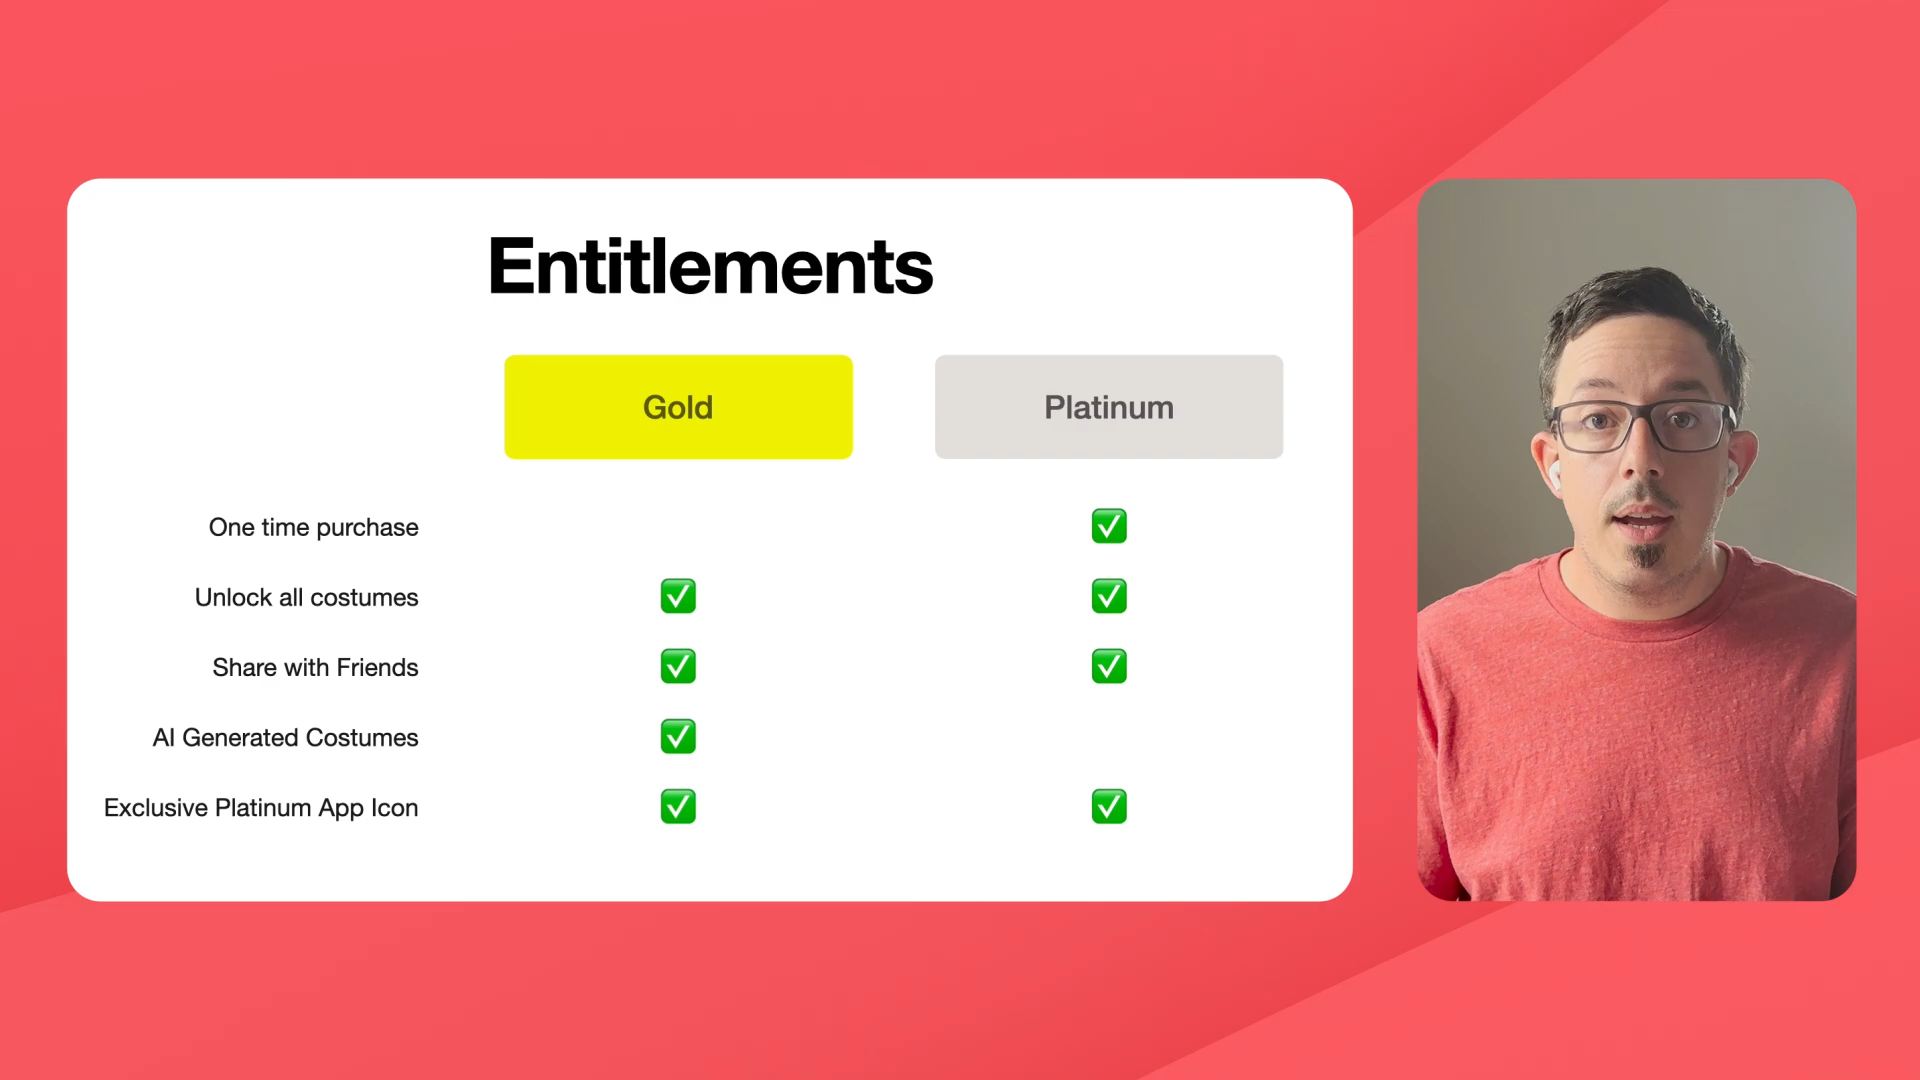 Entitlements
Gold
Platinum
One time purchase ✅
Unlock all costumes ✅ ✅
Share with Friends ✅ ✅
AI Generated Costumes ✅
Exclusive Platinum App Icon ✅ ✅